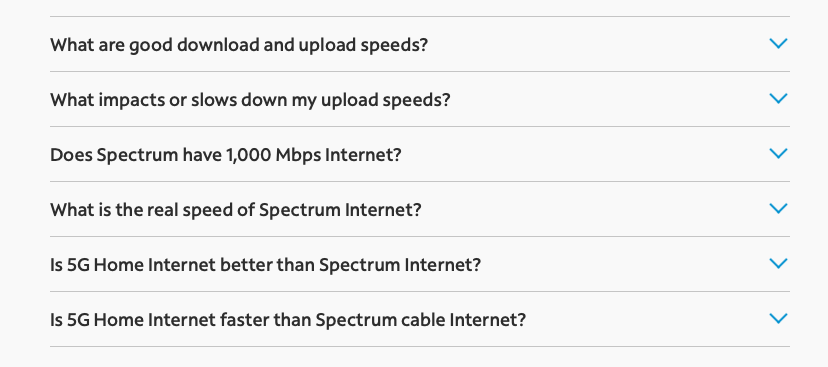 What are good download and upload speeds?
What impacts or slows down my upload speeds?
Does Spectrum have 1,000 Mbps Internet?
What is the real speed of Spectrum Internet?
Is 5G Home Internet better than Spectrum Internet?
Is 5G Home Internet faster than Spectrum cable Internet?